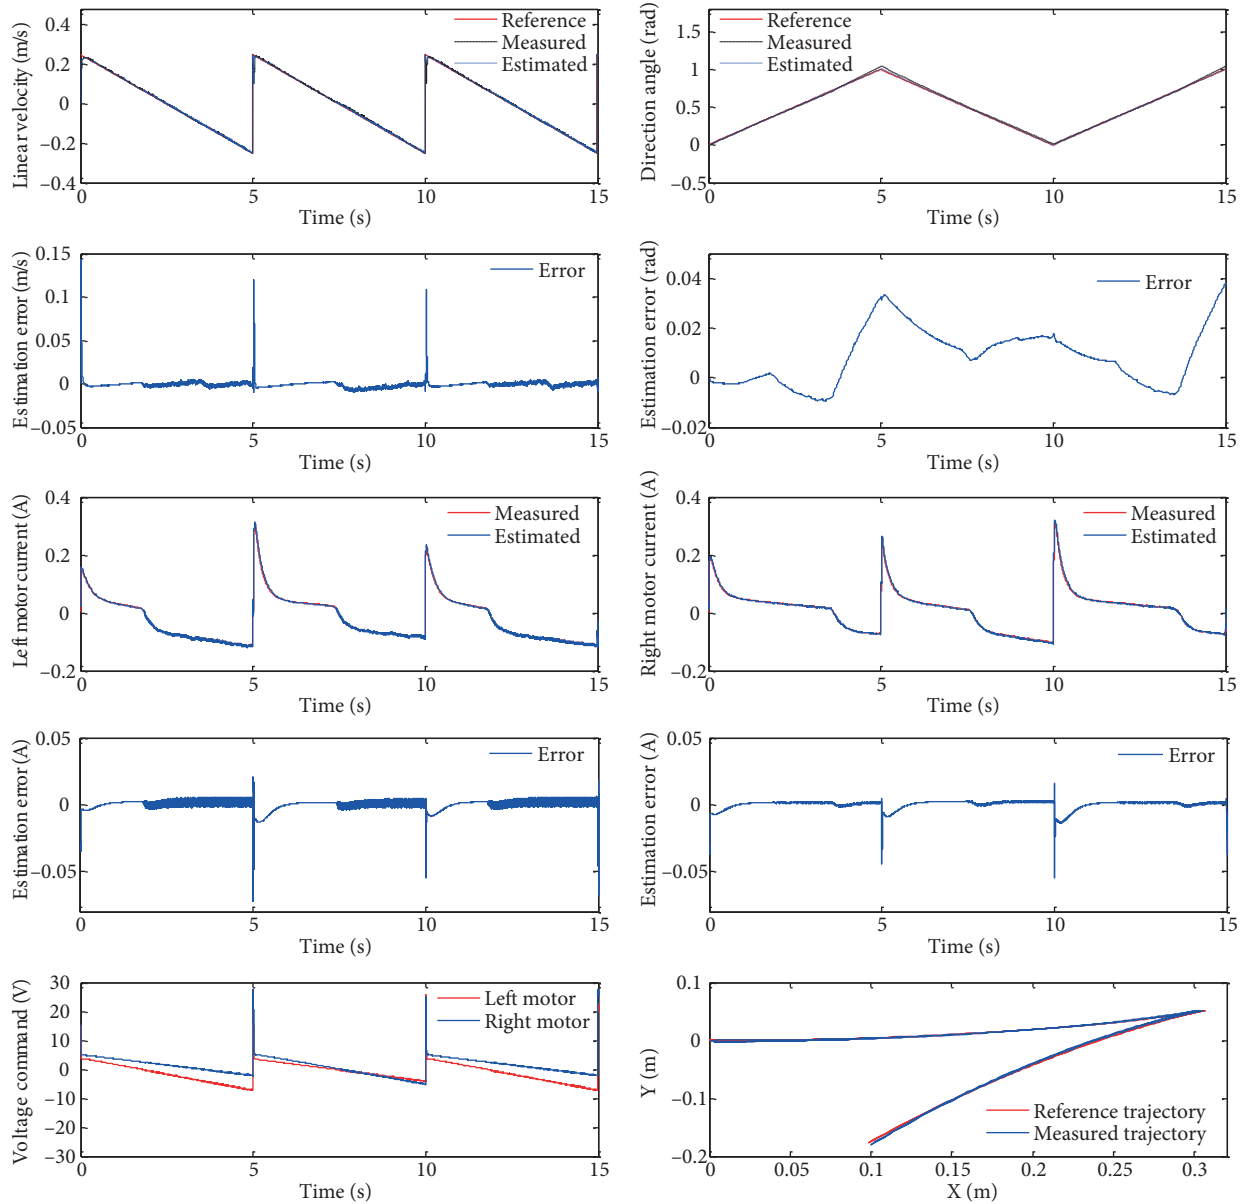 Linear velocity (m/s)
0.4
0.2
0
−0.2
−0.4
Reference
Measured
Estimated
0
5
10
15
Time (s)
Direction angle (rad)
1.5
1
0.5
0
−0.5
Reference
Measured
Estimated
0
5
10
15
Time (s)
Estimation error (m/s)
0.15
0.1
0.05
0
−0.05
Error
0
5
10
15
Time (s)
Estimation error (rad)
0.04
0.02
0
−0.02
Error
0
5
10
15
Time (s)
Left motor current (A)
0.4
0.2
0
−0.2
Measured
Estimated
0
5
10
15
Time (s)
Right motor current (A)
0.4
0.2
0
−0.2
Measured
Estimated
0
5
10
15
Time (s)
Estimation error (A)
0.05
0
−0.05
Error
0
5
10
15
Time (s)
Estimation error (A)
0.05
0
−0.05
Error
0
5
10
15
Time (s)
Voltage command (V)
30
20
10
0
−10
−20
−30
Left motor
Right motor
0
5
10
15
Time (s)
Y (m)
0.1
0
−0.1
−0.2
Reference trajectory
Measured trajectory
0
0.05
0.1
0.15
0.2
0.25
0.3
X (m)